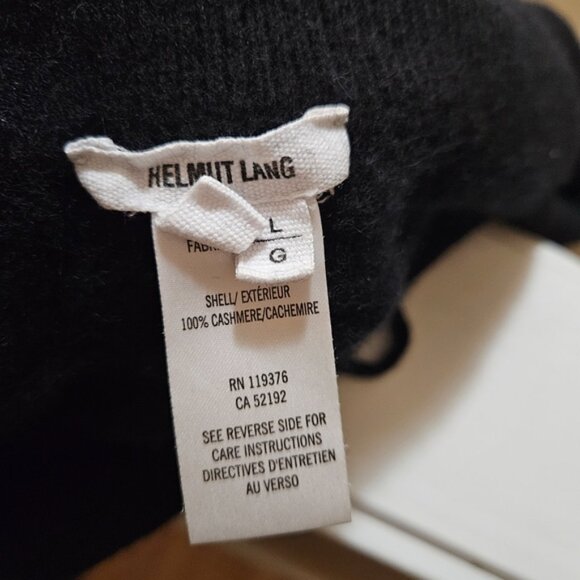 HELMUT LANG
L
G
SHELL/ EXTÉRIEUR
100% CASHMERE/CACHEMIRE
RN 119376
CA 52192
SEE REVERSE SIDE FOR
CARE INSTRUCTIONS
DIRECTIVES D'ENTRETIEN
AU VERSO